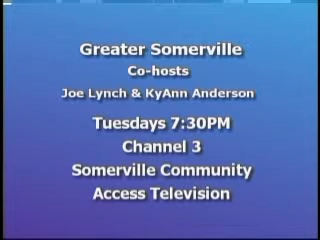 Greater Somerville
Co-hosts
Joe Lynch & KyAnn Anderson
Tuesdays 7:30PM
Channel 3
Somerville Community
Access Television